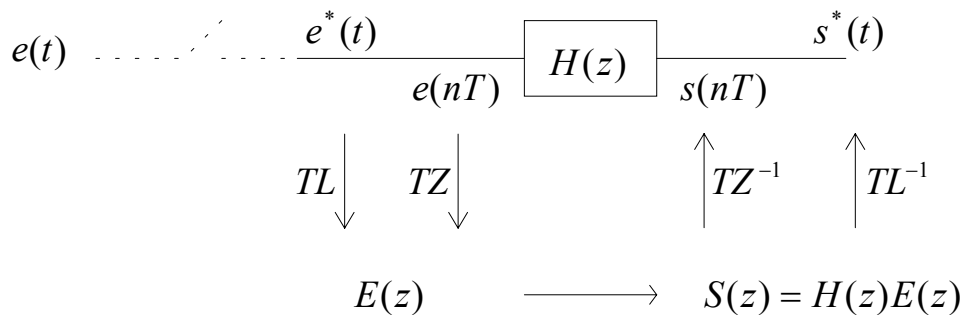 e(t) e*(t) H(z) s*(t)
e(nT) s(nT)
TL TZ TZ⁻¹ TL⁻¹
E(z) S(z) = H(z)E(z)